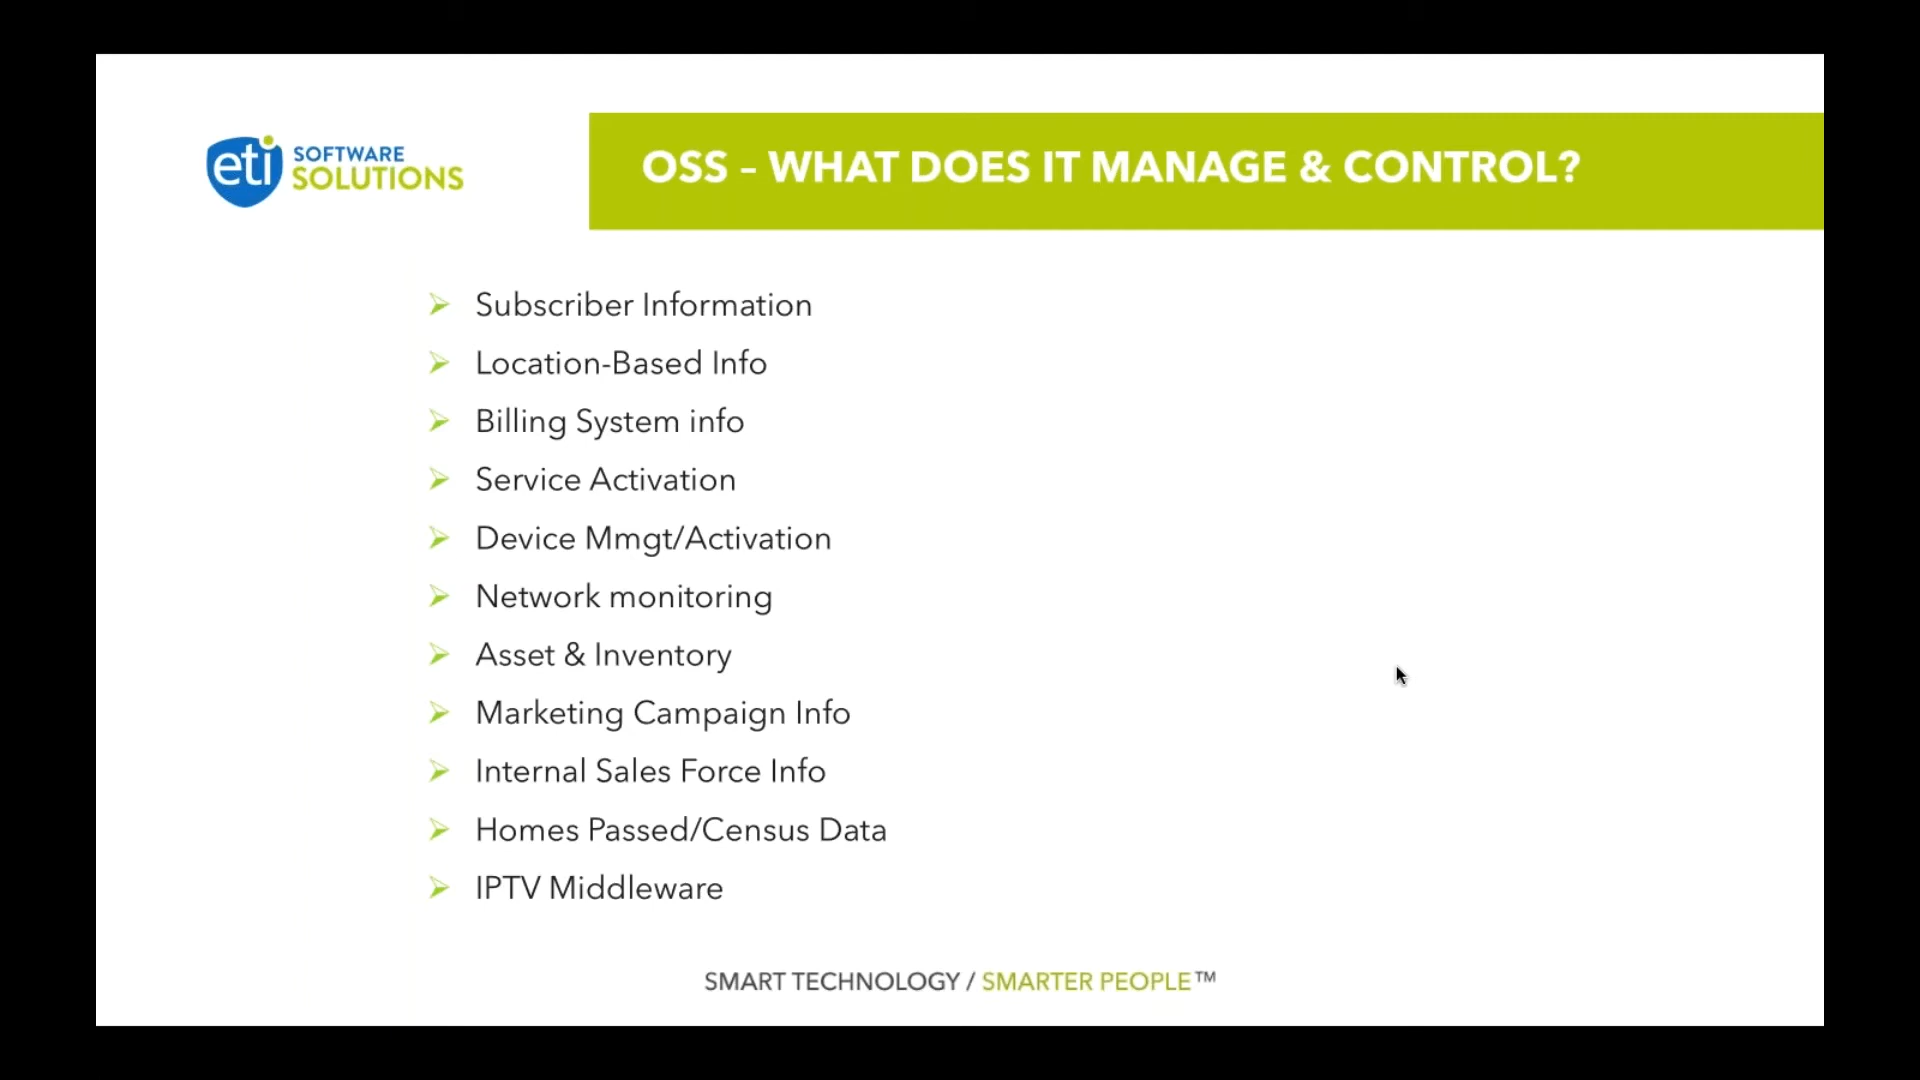 eti SOFTWARE
SOLUTIONS
OSS – WHAT DOES IT MANAGE & CONTROL?
Subscriber Information
Location-Based Info
Billing System info
Service Activation
Device Mmgt/Activation
Network monitoring
Asset & Inventory
Marketing Campaign Info
Internal Sales Force Info
Homes Passed/Census Data
IPTV Middleware
SMART TECHNOLOGY / SMARTER PEOPLE™